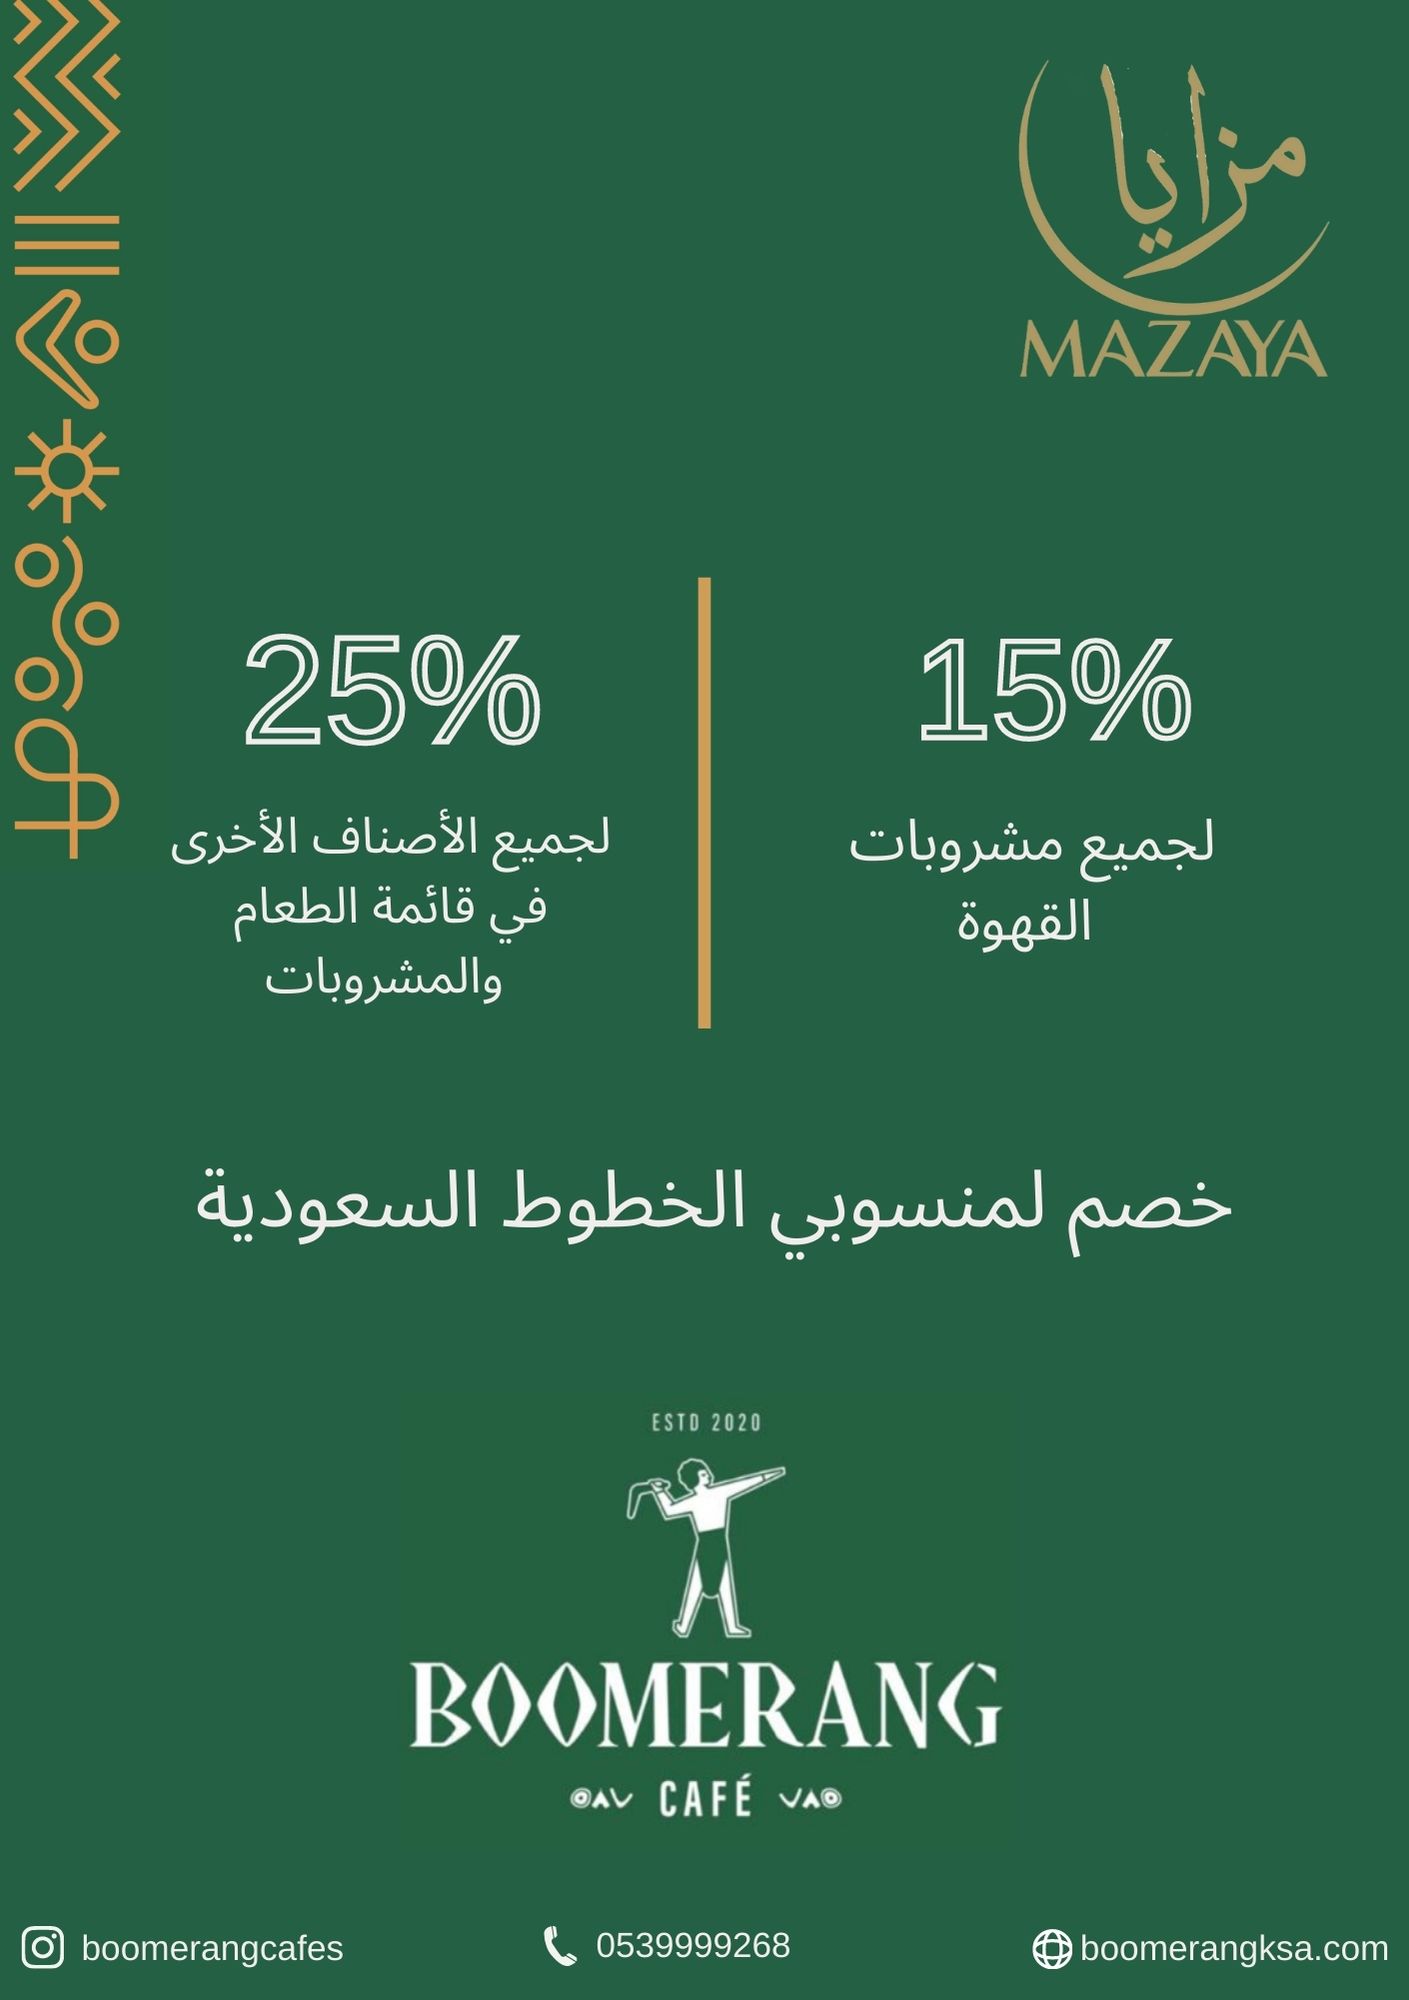 مزايا
MAZAYA
15%
لجميع مشروبات
القهوة
25%
لجميع الأصناف الأخرى
في قائمة الطعام
والمشروبات
خصم لمنسوبي الخطوط السعودية
ESTD 2020
BOOMERANG
CAFÉ
boomerangcafes
0539999268
boomerangksa.com